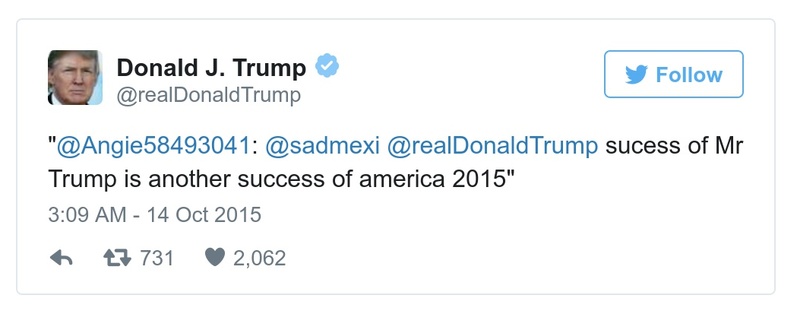 Donald J. Trump
@realDonaldTrump
Follow
"@Angie58493041: @sadmexi @realDonaldTrump sucess of Mr
Trump is another success of america 2015"
3:09 AM - 14 Oct 2015
731 2,062